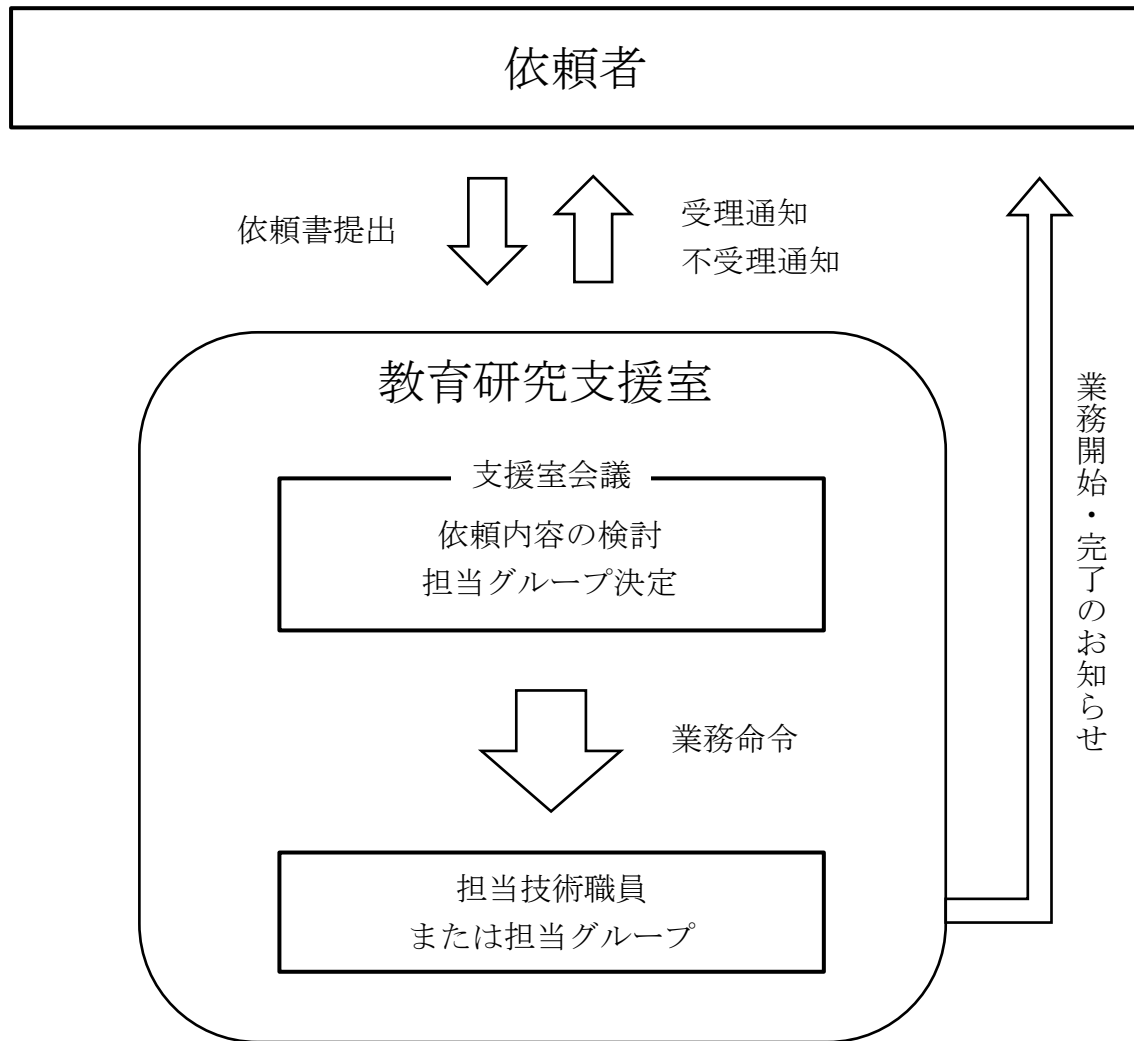 依頼者
依頼書提出
受理通知
不受理通知
教育研究支援室
支援室会議
依頼内容の検討
担当グループ決定
業務命令
担当技術職員
または担当グループ
業務開始・完了のお知らせ